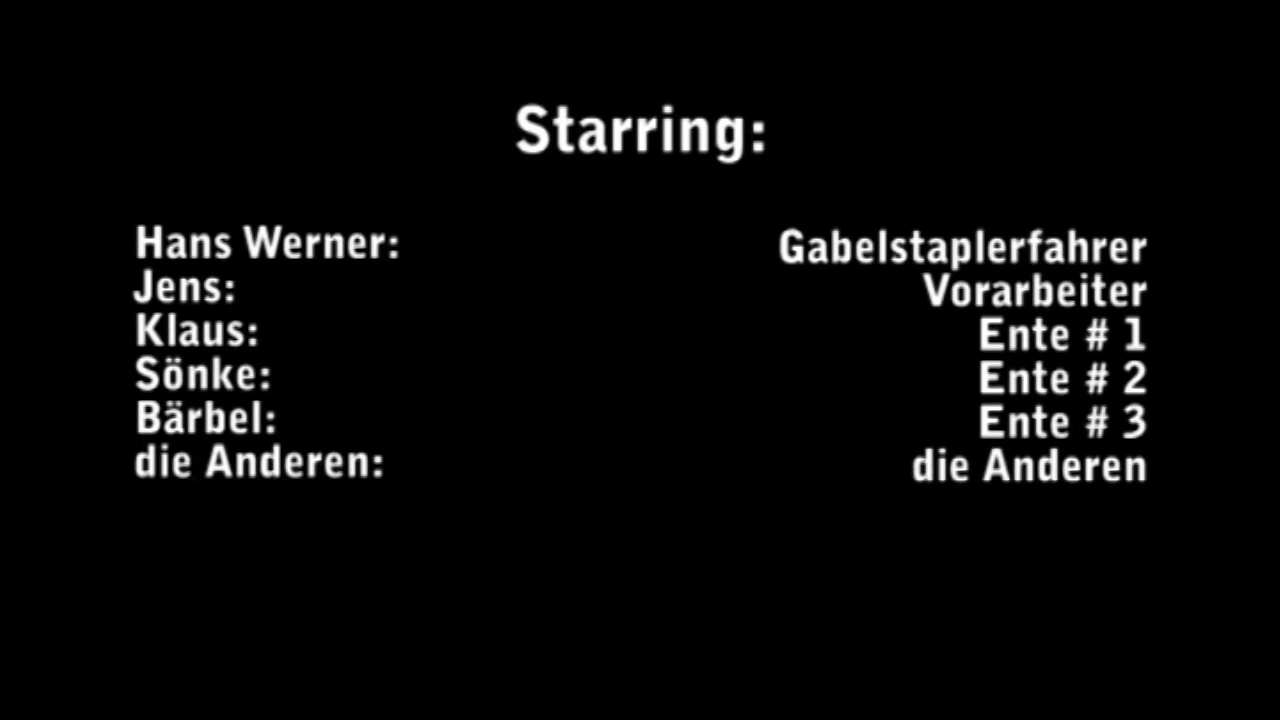 Starring:
Hans Werner: Gabelstaplerfahrer
Jens: Vorarbeiter
Klaus: Ente # 1
Sönke: Ente # 2
Bärbel: Ente # 3
die Anderen: die Anderen